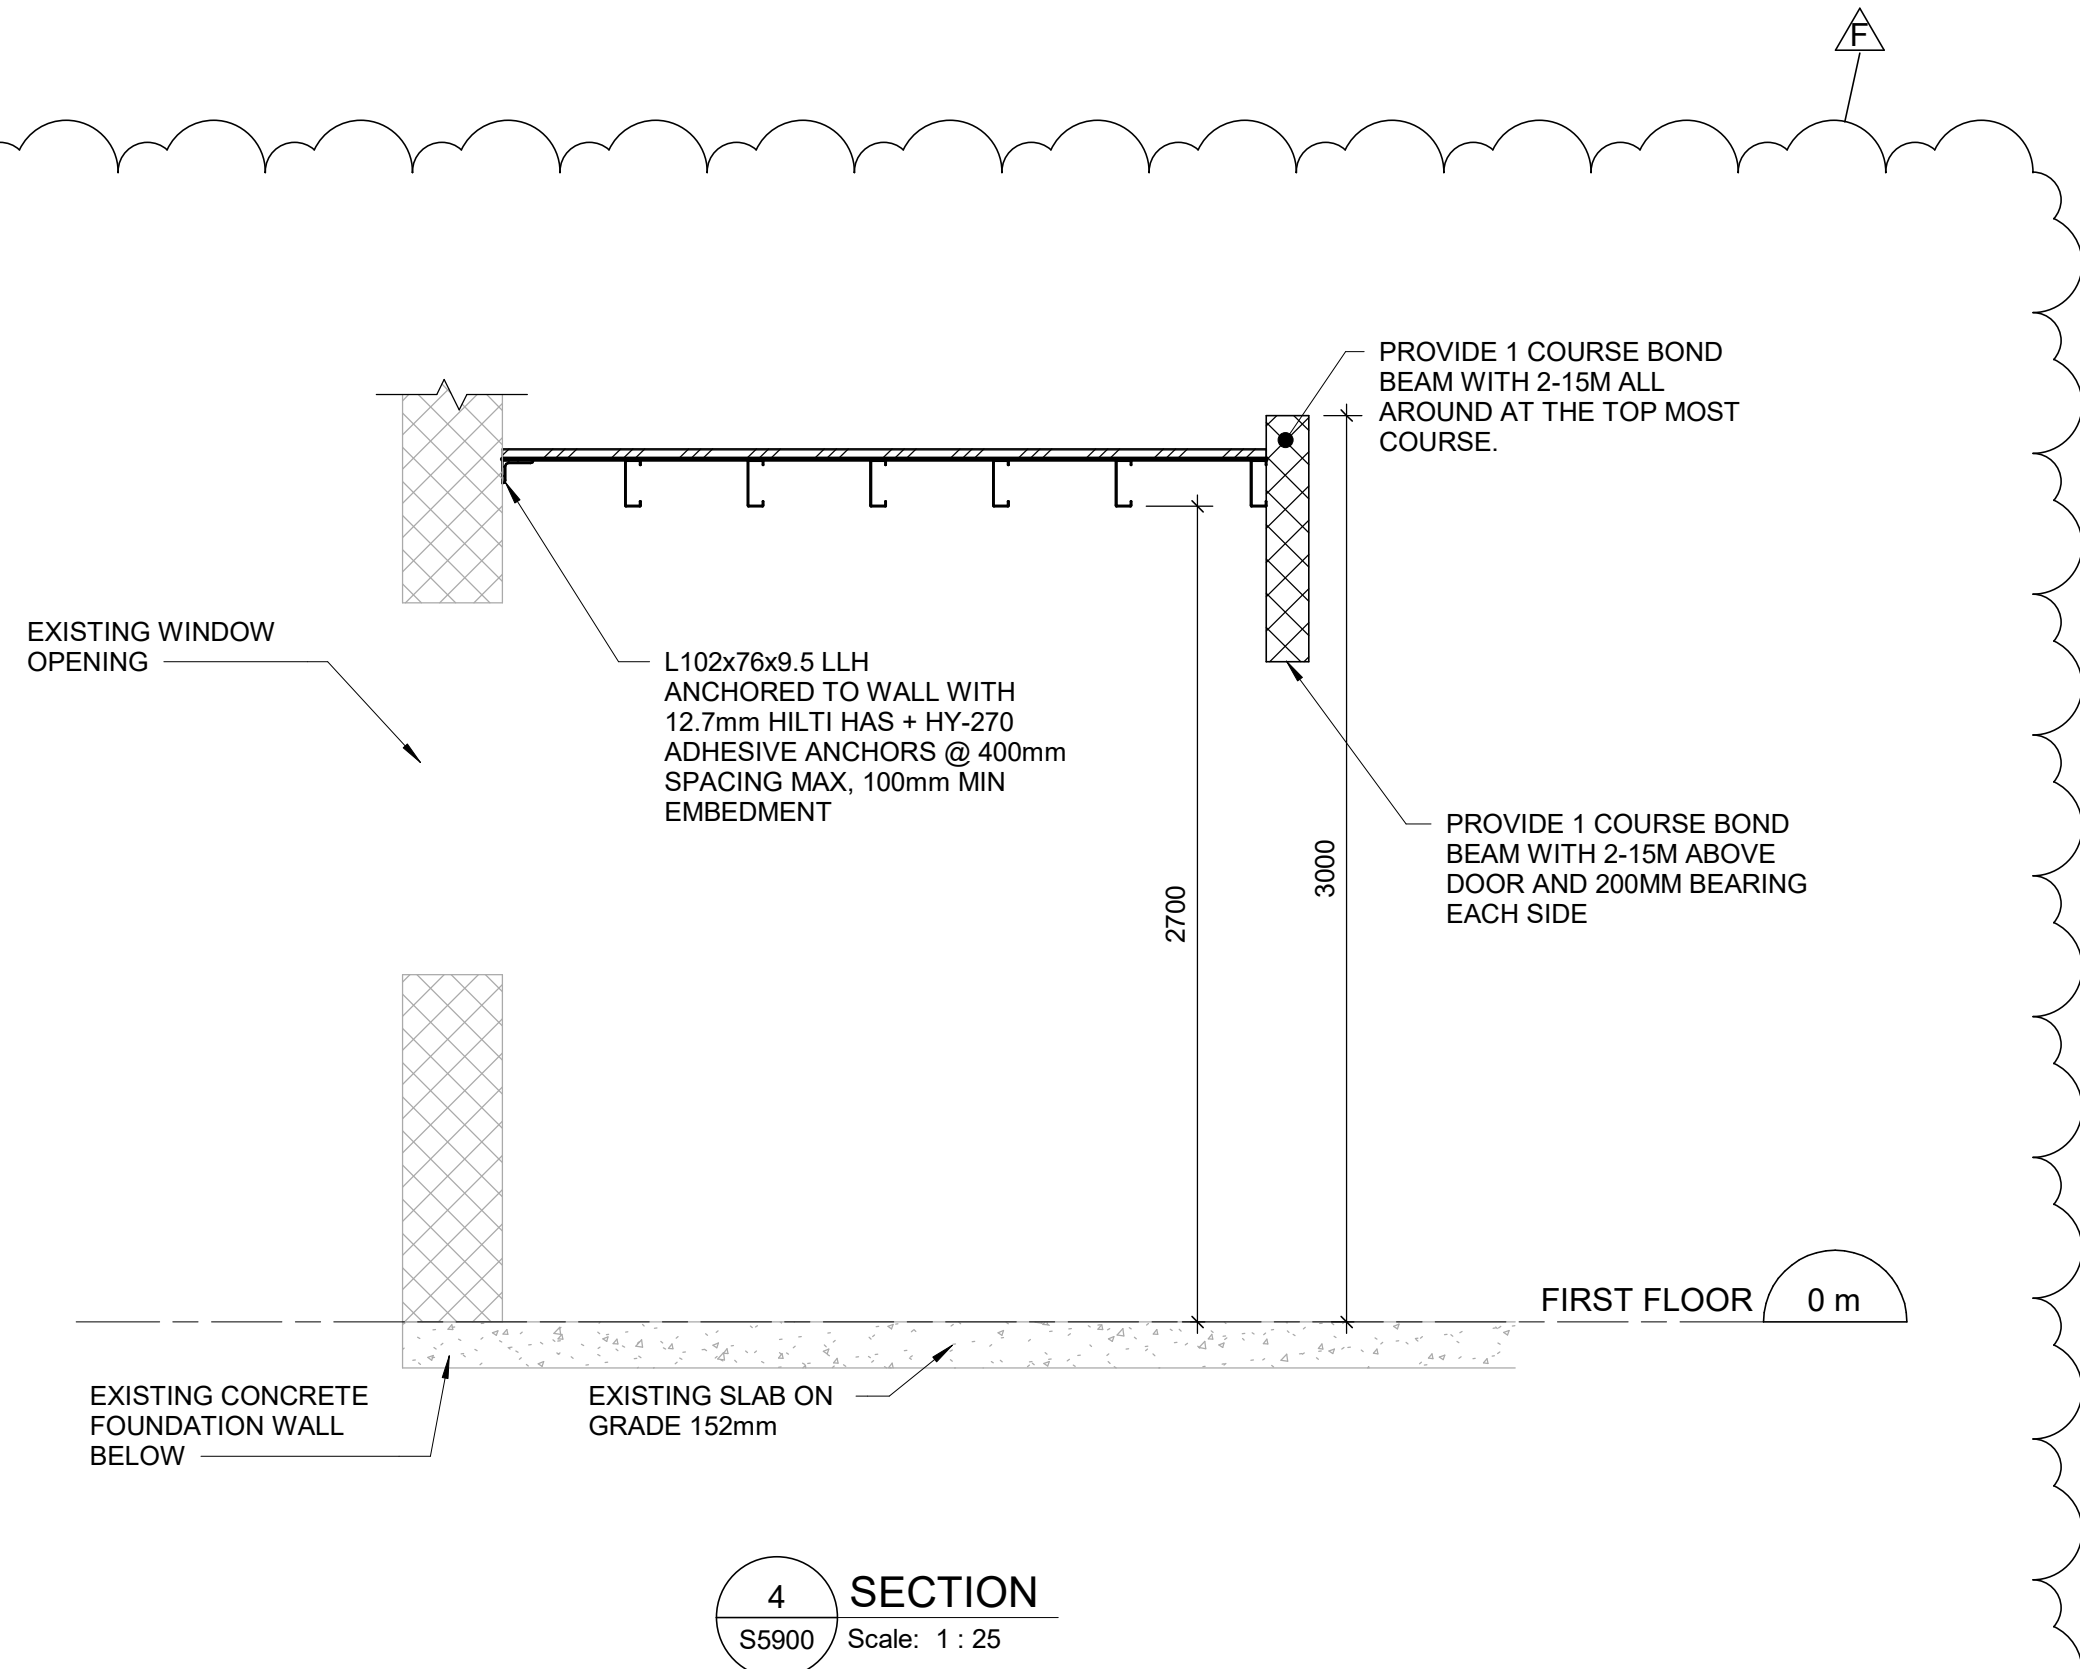 F
PROVIDE 1 COURSE BOND
BEAM WITH 2-15M ALL
AROUND AT THE TOP MOST
COURSE.
EXISTING WINDOW
OPENING
L102x76x9.5 LLH
ANCHORED TO WALL WITH
12.7mm HILTI HAS + HY-270
ADHESIVE ANCHORS @ 400mm
SPACING MAX, 100mm MIN
EMBEDMENT
PROVIDE 1 COURSE BOND
BEAM WITH 2-15M ABOVE
DOOR AND 200MM BEARING
EACH SIDE
2700
3000
FIRST FLOOR
0 m
EXISTING CONCRETE
FOUNDATION WALL
BELOW
EXISTING SLAB ON
GRADE 152mm
4
S5900
SECTION
Scale: 1 : 25